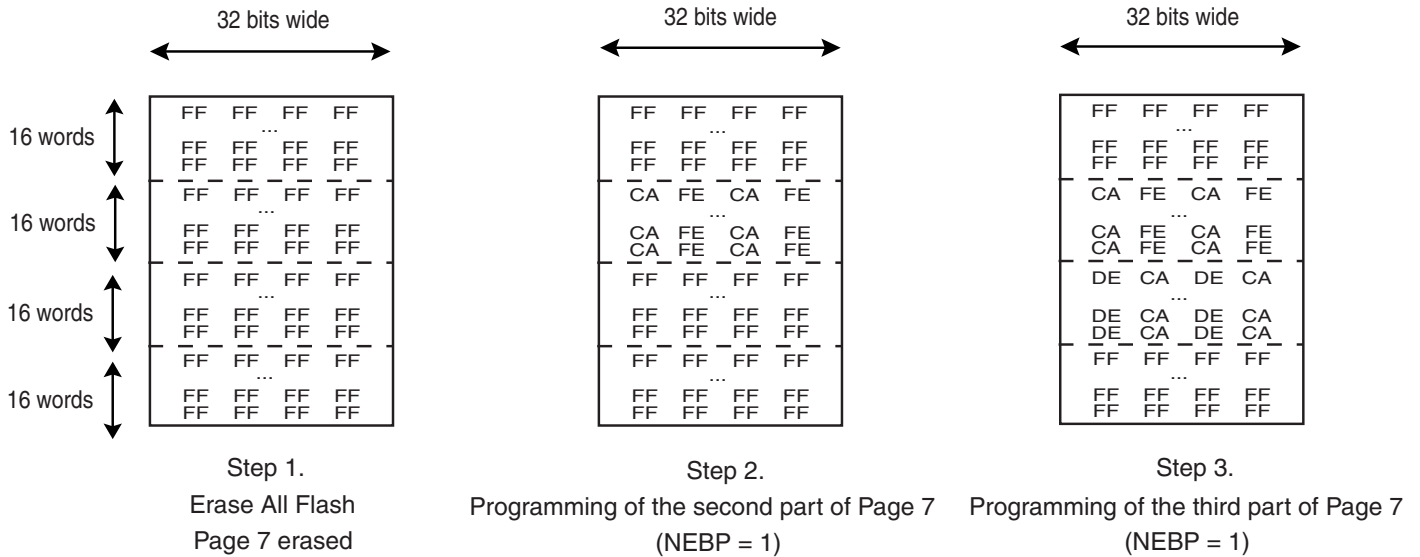 32 bits wide
32 bits wide
32 bits wide
16 words
FF FF FF FF
...
FF FF FF FF
FF FF FF FF
16 words
FF FF FF FF
...
FF FF FF FF
FF FF FF FF
16 words
FF FF FF FF
...
FF FF FF FF
FF FF FF FF
16 words
FF FF FF FF
...
FF FF FF FF
FF FF FF FF
Step 1.
Erase All Flash
Page 7 erased
FF FF FF FF
...
FF FF FF FF
FF FF FF FF
CA FE CA FE
...
CA FE CA FE
CA FE CA FE
FF FF FF FF
...
FF FF FF FF
FF FF FF FF
FF FF FF FF
...
FF FF FF FF
FF FF FF FF
Step 2.
Programming of the second part of Page 7
(NEBP = 1)
FF FF FF FF
...
FF FF FF FF
FF FF FF FF
CA FE CA FE
...
CA FE CA FE
CA FE CA FE
DE CA DE CA
...
DE CA DE CA
DE CA DE CA
FF FF FF FF
...
FF FF FF FF
FF FF FF FF
Step 3.
Programming of the third part of Page 7
(NEBP = 1)